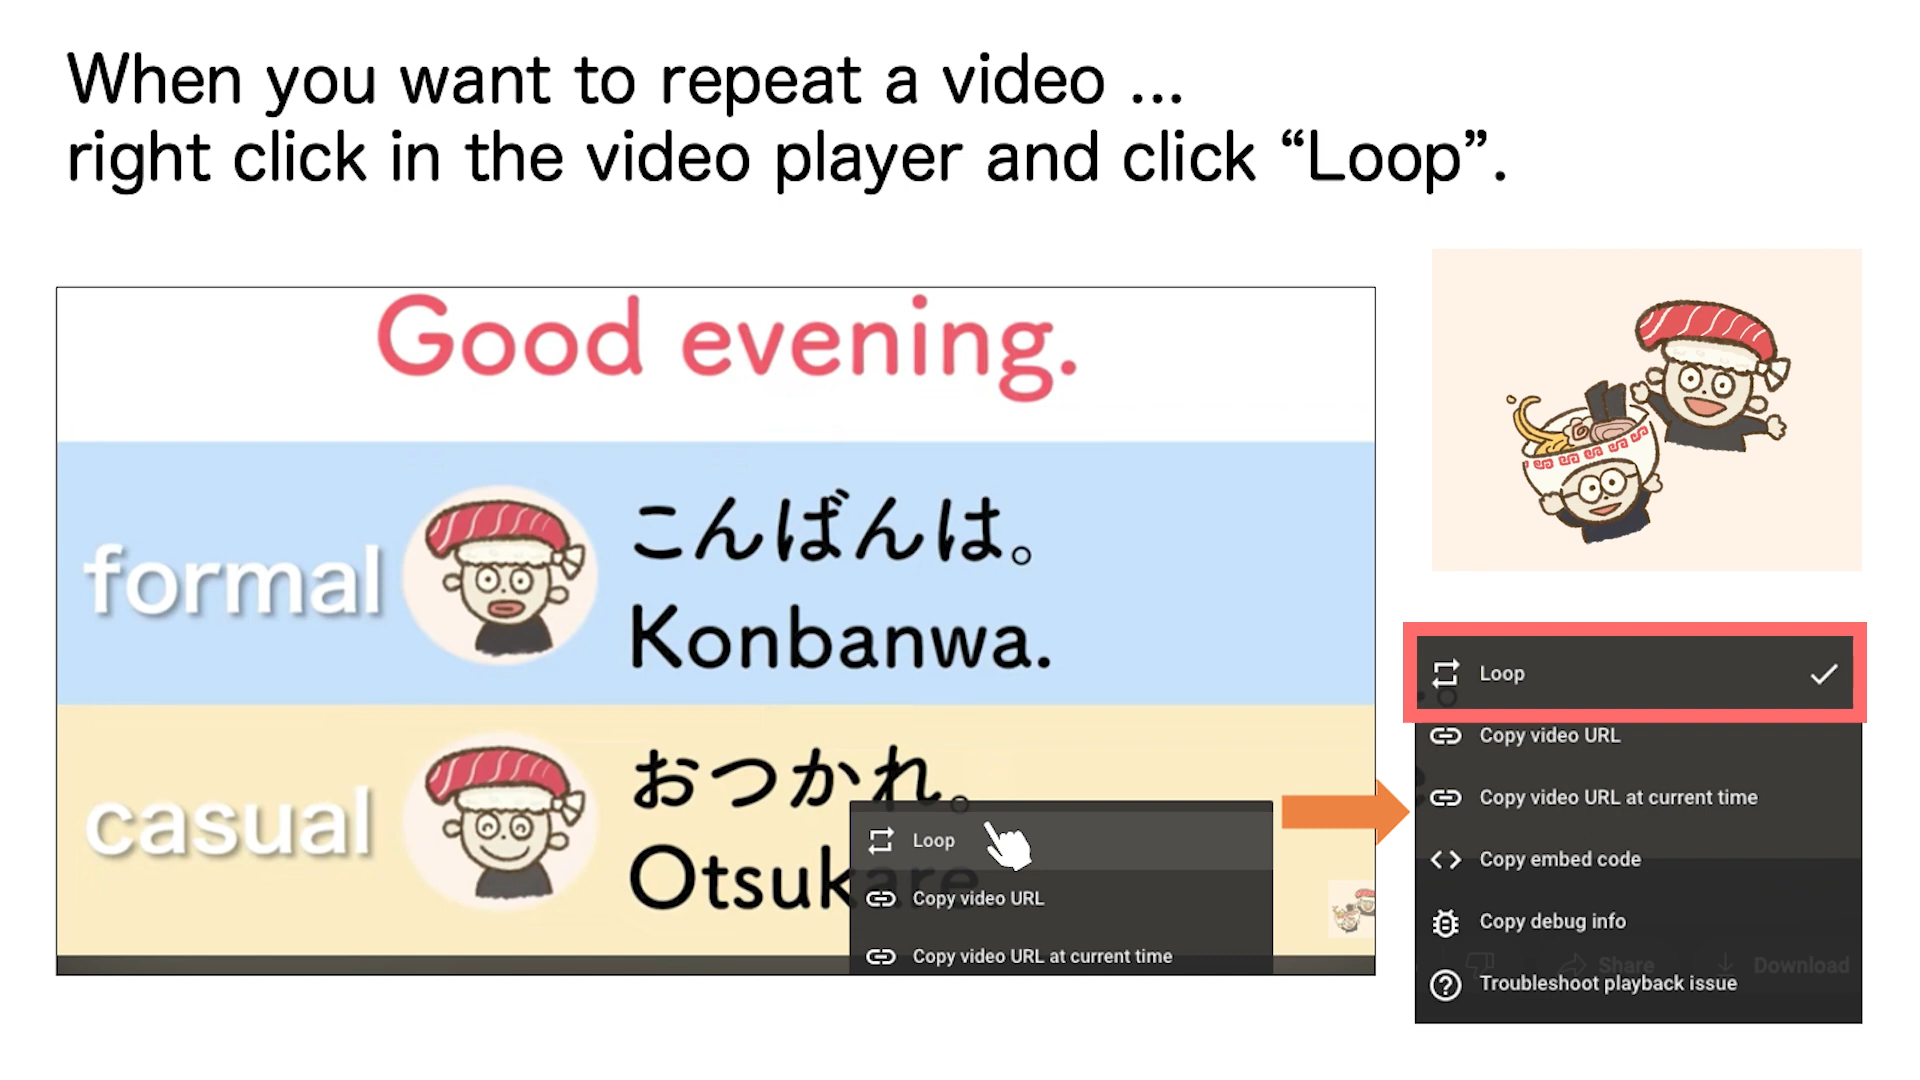 When you want to repeat a video ...
right click in the video player and click “Loop”.
Good evening.
formal
こんばんは。
Konbanwa.
casual
おつかれ。
Otsukare
Loop
Copy video URL
Copy video URL at current time
Loop
Copy video URL
Copy video URL at current time
Copy embed code
Copy debug info
Share
Download
Troubleshoot playback issue